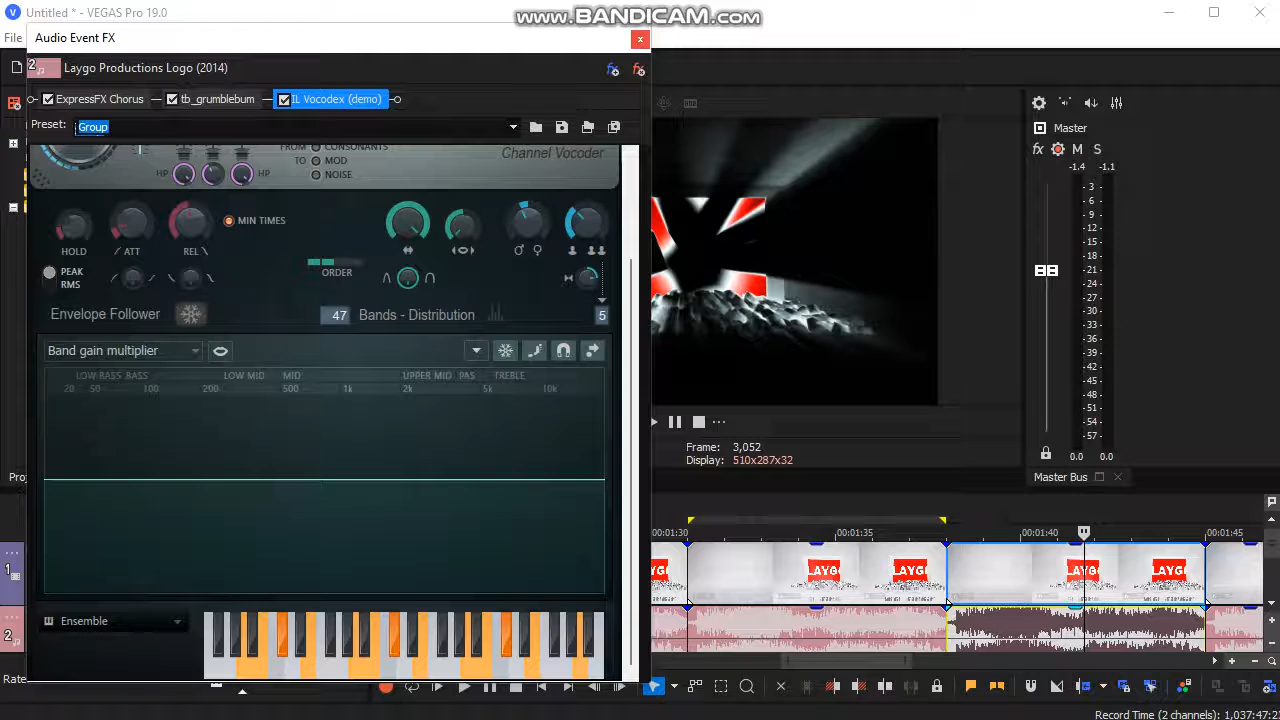 Untitled * - VEGAS Pro 19.0
www.BANDICAM.com
File
Audio Event FX
Laygo Productions Logo (2014)
ExpressFX Chorus
tb_grumblebum
IL Vocodex (demo)
Preset:
Group
FROM
CONSONANTS
TO
MOD
NOISE
Channel Vocoder
HP
HP
MIN TIMES
HOLD
ATT
REL
ORDER
PEAK
RMS
Envelope Follower
47
Bands - Distribution
5
Band gain multiplier
LOW BASS BASS
LOW MID
MID
UPPER MID
PAS
TREBLE
20
50
100
200
500
1k
2k
5k
10k
Ensemble
Master
fx
M
S
-1.4
-1.1
3
6
9
12
15
18
21
24
27
30
33
36
39
42
45
48
51
54
57
0.0
0.0
Frame:
3,052
Display:
510x287x32
Master Bus
00:01:30
00:01:35
00:01:40
00:01:45
LAYGO
LAYGO
LAYGO
1
2
Rate
Record Time (2 channels): 1,037:47:2